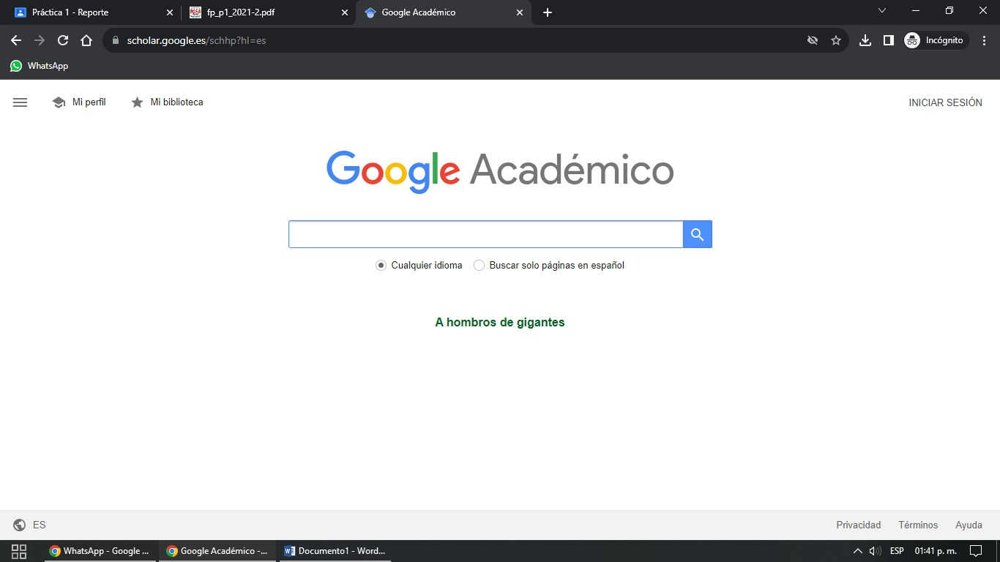 Práctica 1 - Reporte
fp_p1_2021-2.pdf
Google Académico
scholar.google.es/schhp?hl=es
Incógnito
WhatsApp
Mi perfil
Mi biblioteca
INICIAR SESIÓN
Google Académico
Cualquier idioma
Buscar solo páginas en español
A hombros de gigantes
ES
Privacidad
Términos
Ayuda
WhatsApp - Google ...
Google Académico -...
Documento1 - Word...
ESP
01:41 p. m.